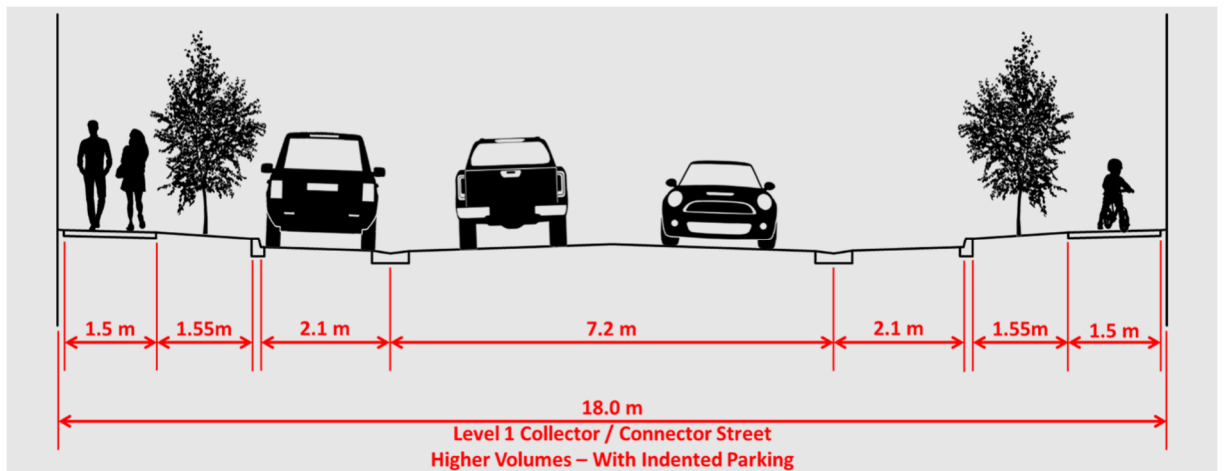 1.5 m 1.55m 2.1 m 7.2 m 2.1 m 1.55m 1.5 m
18.0 m
Level 1 Collector / Connector Street
Higher Volumes – With Indented Parking